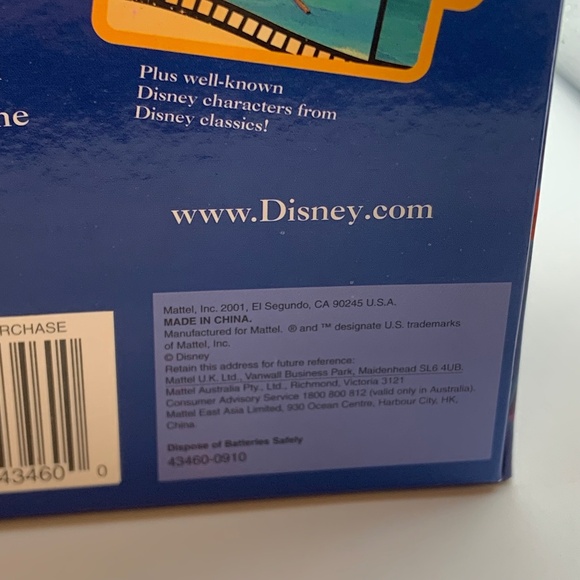 Plus well-known
Disney characters from
Disney classics!
ne
www.Disney.com
RCHASE
43460 0
Mattel, Inc. 2001, El Segundo, CA 90245 U.S.A.
MADE IN CHINA.
Manufactured for Mattel. ® and ™ designate U.S. trademarks
of Mattel, Inc.
© Disney
Retain this address for future reference:
Mattel U.K. Ltd., Vanwall Business Park, Maidenhead SL6 4UB.
Mattel Australia Pty., Ltd., Richmond, Victoria 3121
Consumer Advisory Service 1800 800 812 (valid only in Australia).
Mattel East Asia Limited, 930 Ocean Centre, Harbour City, HK,
China.
Dispose of Batteries Safely
43460-0910